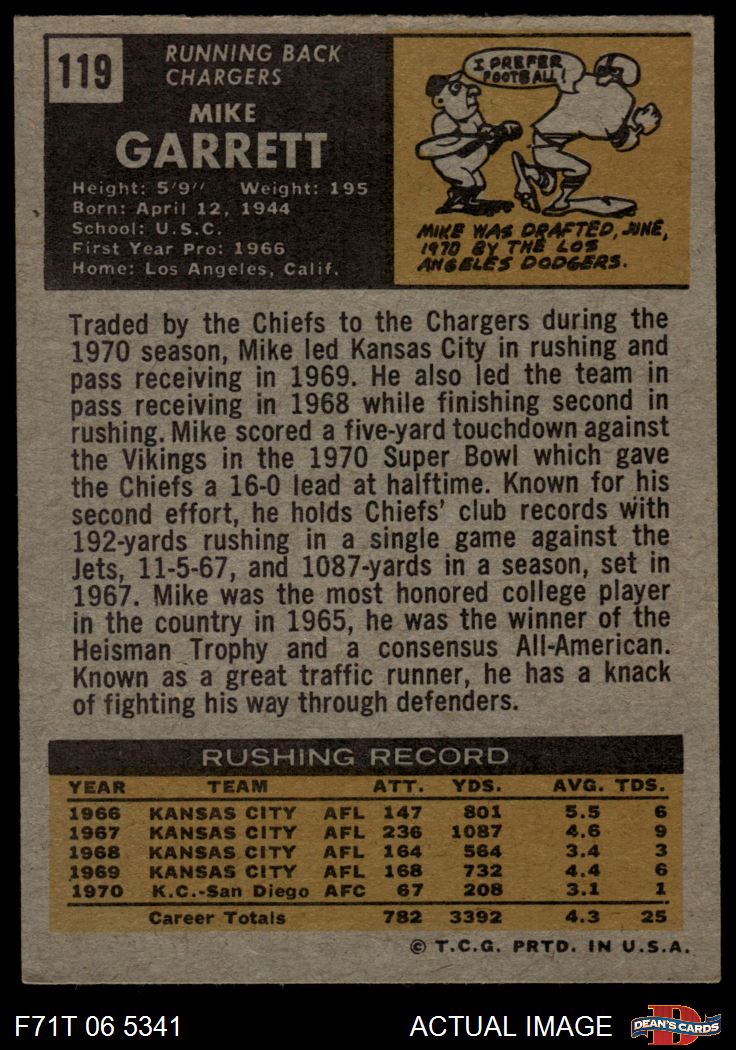 119
RUNNING BACK
CHARGERS
MIKE
GARRETT
Height: 5'9" Weight: 195
Born: April 12, 1944
School: U.S.C.
First Year Pro: 1966
Home: Los Angeles, Calif.
I PREFER
FOOTBALL!
MIKE WAS DRAFTED, JUNE,
1970 BY THE LOS
ANGELES DODGERS.
Traded by the Chiefs to the Chargers during the
1970 season, Mike led Kansas City in rushing and
pass receiving in 1969. He also led the team in
pass receiving in 1968 while finishing second in
rushing. Mike scored a five-yard touchdown against
the Vikings in the 1970 Super Bowl which gave
the Chiefs a 16-0 lead at halftime. Known for his
second effort, he holds Chiefs' club records with
192-yards rushing in a single game against the
Jets, 11-5-67, and 1087-yards in a season, set in
1967. Mike was the most honored college player
in the country in 1965, he was the winner of the
Heisman Trophy and a consensus All-American.
Known as a great traffic runner, he has a knack
of fighting his way through defenders.
RUSHING RECORD
YEAR TEAM ATT. YDS. AVG. TDS.
1966 KANSAS CITY AFL 147 801 5.5 6
1967 KANSAS CITY AFL 236 1087 4.6 9
1968 KANSAS CITY AFL 164 564 3.4 3
1969 KANSAS CITY AFL 168 732 4.4 6
1970 K.C.-San Diego AFC 67 208 3.1 1
Career Totals 782 3392 4.3 25
© T.C.G. PRTD. IN U.S.A.
F71T 06 5341 ACTUAL IMAGE
DEAN'S CARDS